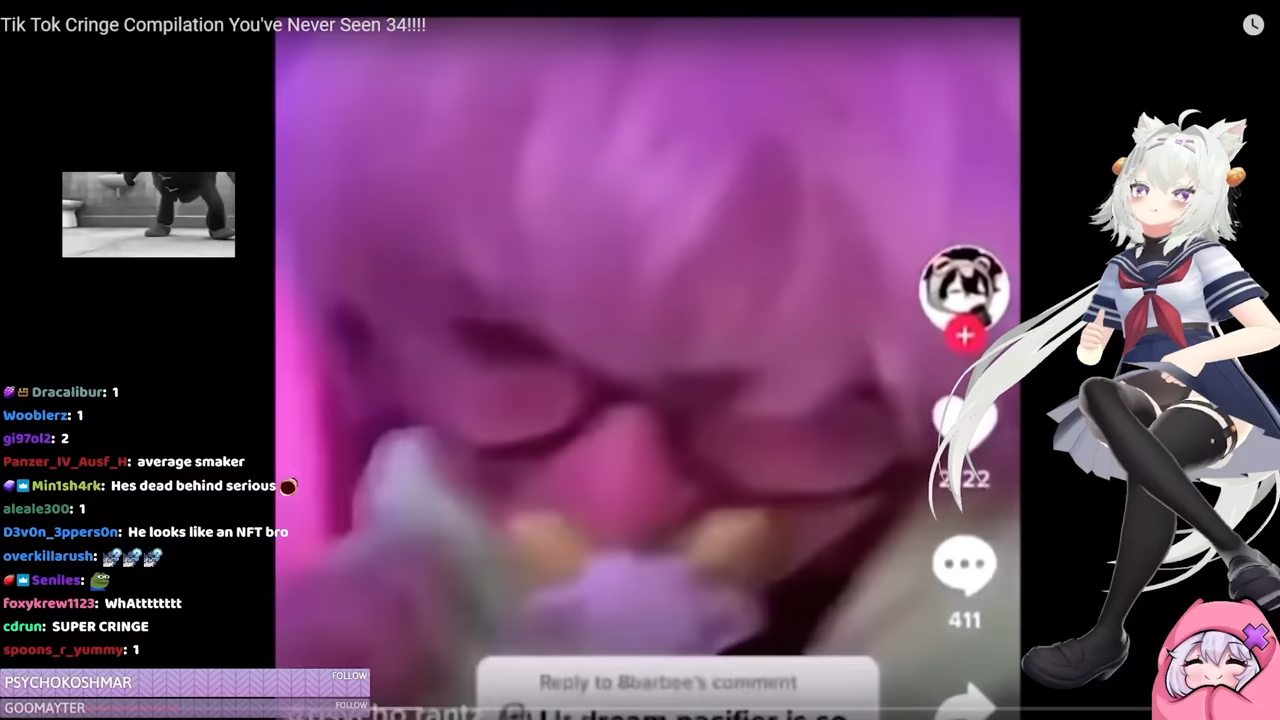 Tik Tok Cringe Compilation You've Never Seen 34!!!!
Dracalibur: 1
Wooblerz: 1
gi97ol2: 2
Panzer_IV_Ausf_H: average smaker
Min1sh4rk: Hes dead behind serious
aleale300: 1
D3v0n_3ppers0n: He looks like an NFT bro
overkillarush:
Seniles:
foxykrew1123: WhAttttttt
cdrun: SUPER CRINGE
spoons_r_yummy: 1
PSYCHOKOSHMAR
FOLLOW
GOOMAYTER
FOLLOW
411
Reply to 8barbee's comment
dream pacifier is so